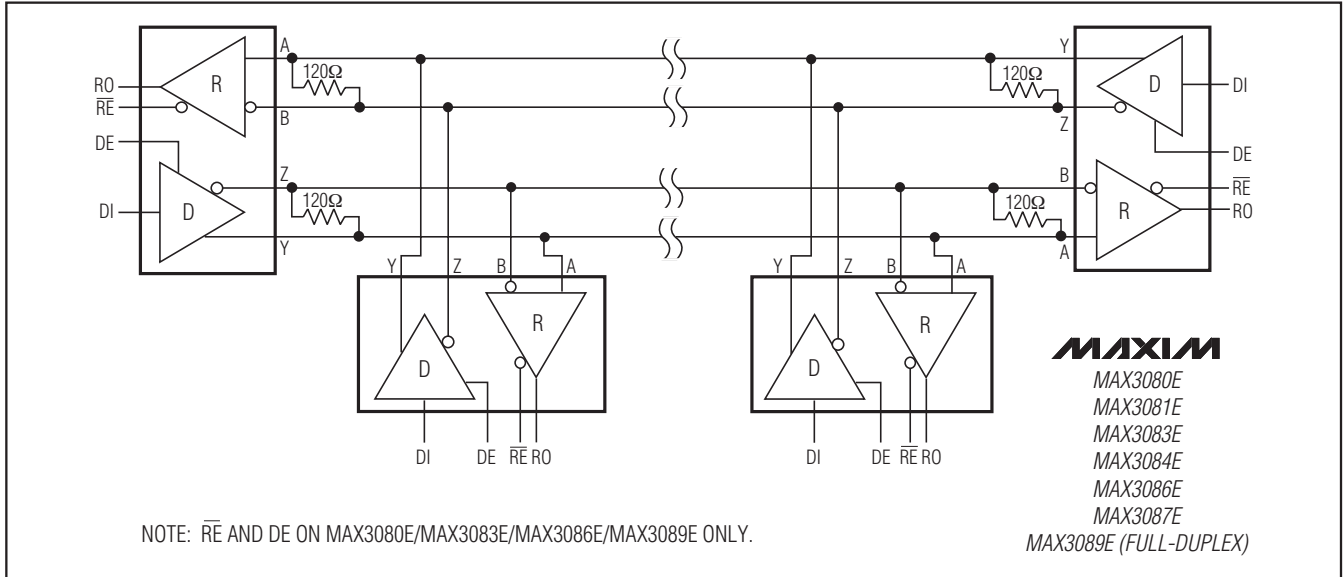 A
Y
120Ω
120Ω
RO
R
D
DI
RE
B
Z
DE
DE
Z
B
RE
120Ω
120Ω
DI
D
R
RO
Y
A
Y
Z
B
A
Y
Z
B
A
R
R
D
D
MAXIM
MAX3080E
MAX3081E
MAX3083E
DI
DE
RE
RO
DI
DE
RE
RO
MAX3084E
MAX3086E
MAX3087E
NOTE: RE AND DE ON MAX3080E/MAX3083E/MAX3086E/MAX3089E ONLY.
MAX3089E (FULL-DUPLEX)